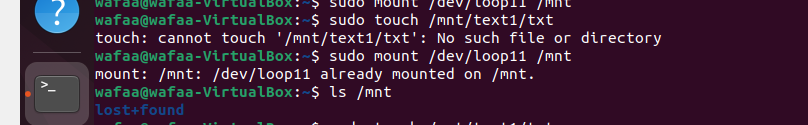 wafaa@wafaa-VirtualBox:~$ sudo mount /dev/loop11 /mnt
wafaa@wafaa-VirtualBox:~$ sudo touch /mnt/text1/txt
touch: cannot touch '/mnt/text1/txt': No such file or directory
wafaa@wafaa-VirtualBox:~$ sudo mount /dev/loop11 /mnt
mount: /mnt: /dev/loop11 already mounted on /mnt.
wafaa@wafaa-VirtualBox:~$ ls /mnt
lost+found